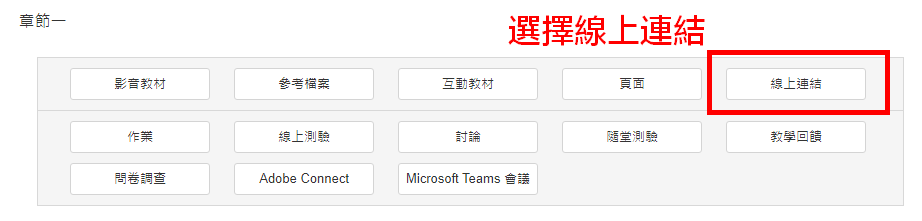 章節一
選擇線上連結
影音教材 參考檔案 互動教材 頁面 線上連結
作業 線上測驗 討論 隨堂測驗 教學回饋
問卷調查 Adobe Connect Microsoft Teams 會議